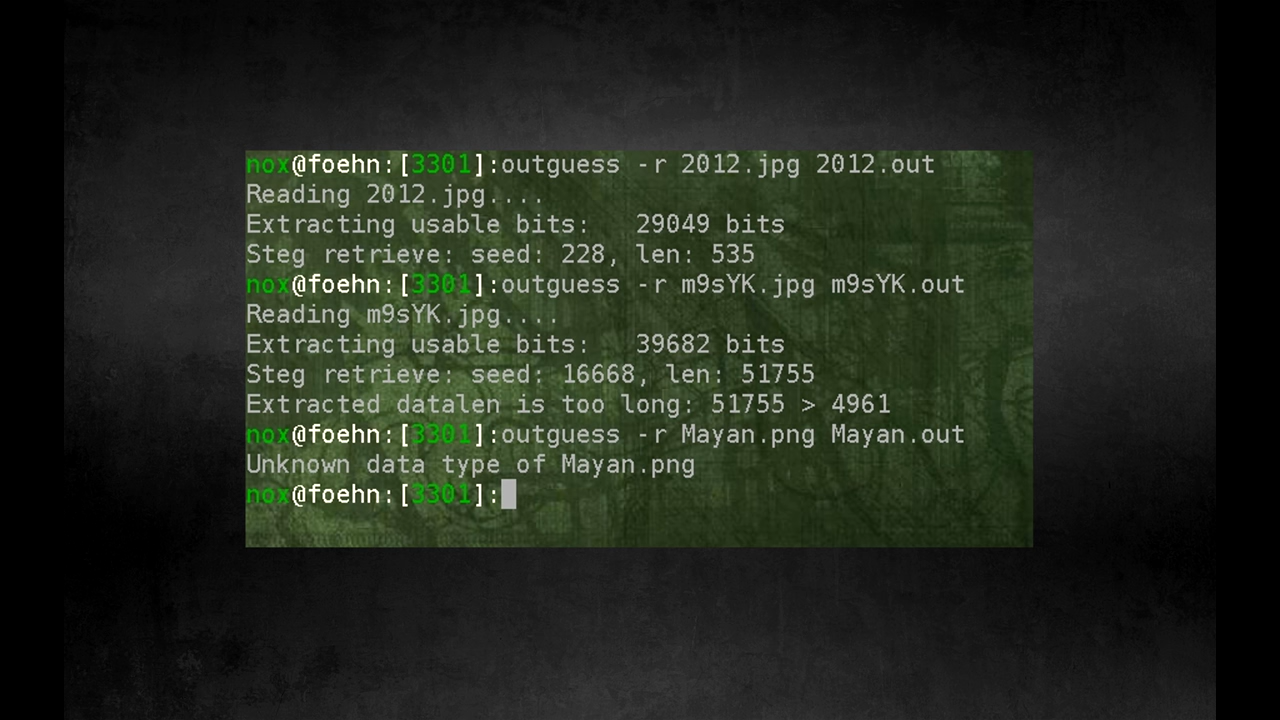 nox@foehn:[3301]:outguess -r 2012.jpg 2012.out
Reading 2012.jpg....
Extracting usable bits:   29049 bits
Steg retrieve: seed: 228, len: 535
nox@foehn:[3301]:outguess -r m9sYK.jpg m9sYK.out
Reading m9sYK.jpg....
Extracting usable bits:   39682 bits
Steg retrieve: seed: 16668, len: 51755
Extracted datalen is too long: 51755 > 4961
nox@foehn:[3301]:outguess -r Mayan.png Mayan.out
Unknown data type of Mayan.png
nox@foehn:[3301]: